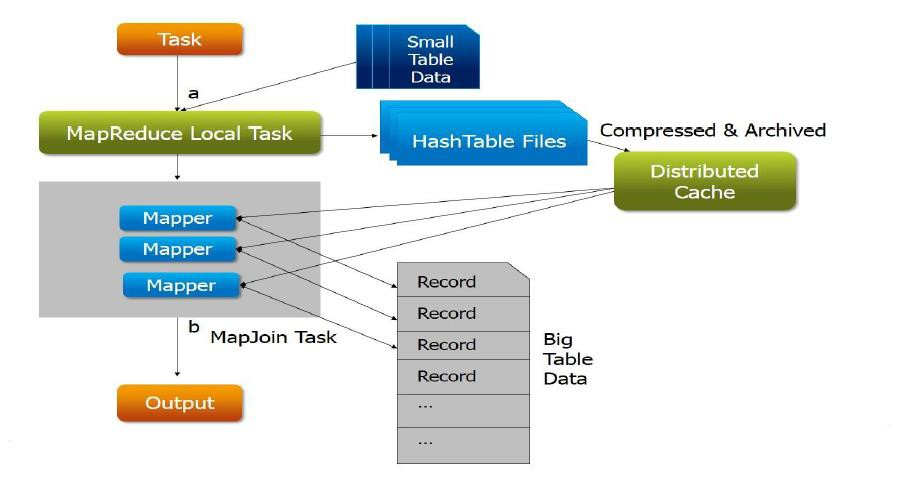 Task
Small
Table
Data
a
MapReduce Local Task
HashTable Files
Compressed & Archived
Distributed
Cache
Mapper
Mapper
Mapper
b
MapJoin Task
Record
Record
Record
Record
...
...
Big
Table
Data
Output